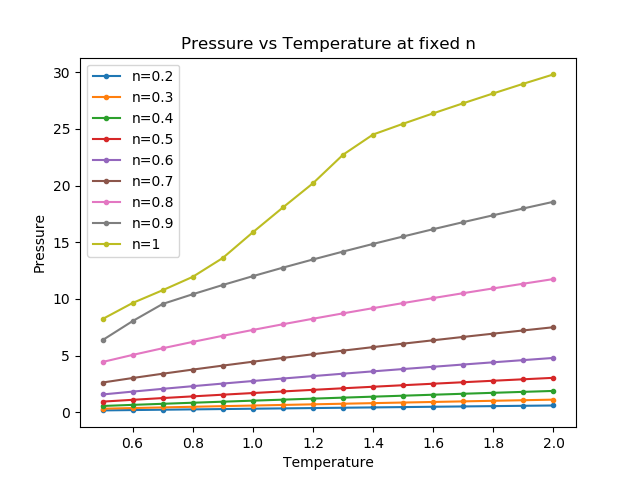 Pressure vs Temperature at fixed n
n=0.2
n=0.3
n=0.4
n=0.5
n=0.6
n=0.7
n=0.8
n=0.9
n=1
30
25
20
15
10
5
0
Pressure
0.6 0.8 1.0 1.2 1.4 1.6 1.8 2.0
Temperature